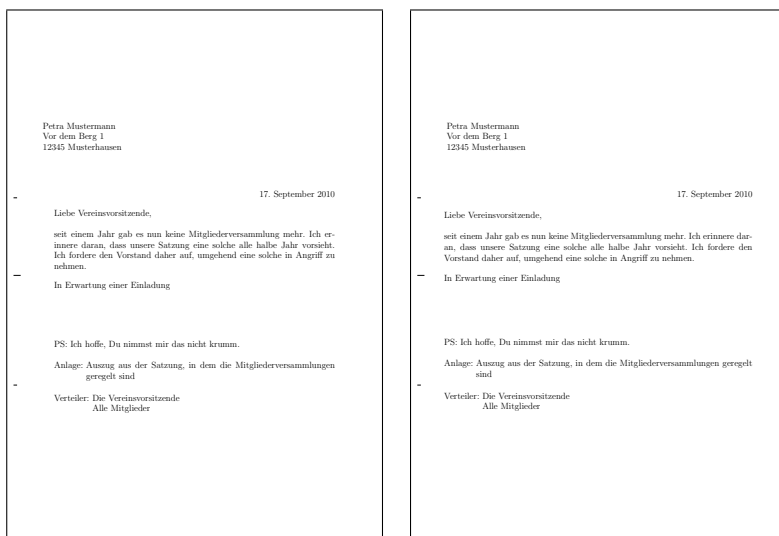 Petra Mustermann
Vor dem Berg 1
12345 Musterhausen
17. September 2010
Liebe Vereinsvorsitzende,
seit einem Jahr gab es nun keine Mitgliederversammlung mehr. Ich er-
innere daran, dass unsere Satzung eine solche alle halbe Jahr vorsieht.
Ich fordere den Vorstand daher auf, umgehend eine solche in Angriff zu
nehmen.
In Erwartung einer Einladung
PS: Ich hoffe, Du nimmst mir das nicht krumm.
Anlage: Auszug aus der Satzung, in dem die Mitgliederversammlungen
geregelt sind
Verteiler: Die Vereinsvorsitzende
Alle Mitglieder
Petra Mustermann
Vor dem Berg 1
12345 Musterhausen
17. September 2010
Liebe Vereinsvorsitzende,
seit einem Jahr gab es nun keine Mitgliederversammlung mehr. Ich erinnere dar-
an, dass unsere Satzung eine solche alle halbe Jahr vorsieht. Ich fordere den
Vorstand daher auf, umgehend eine solche in Angriff zu nehmen.
In Erwartung einer Einladung
PS: Ich hoffe, Du nimmst mir das nicht krumm.
Anlage: Auszug aus der Satzung, in dem die Mitgliederversammlungen geregelt
sind
Verteiler: Die Vereinsvorsitzende
Alle Mitglieder